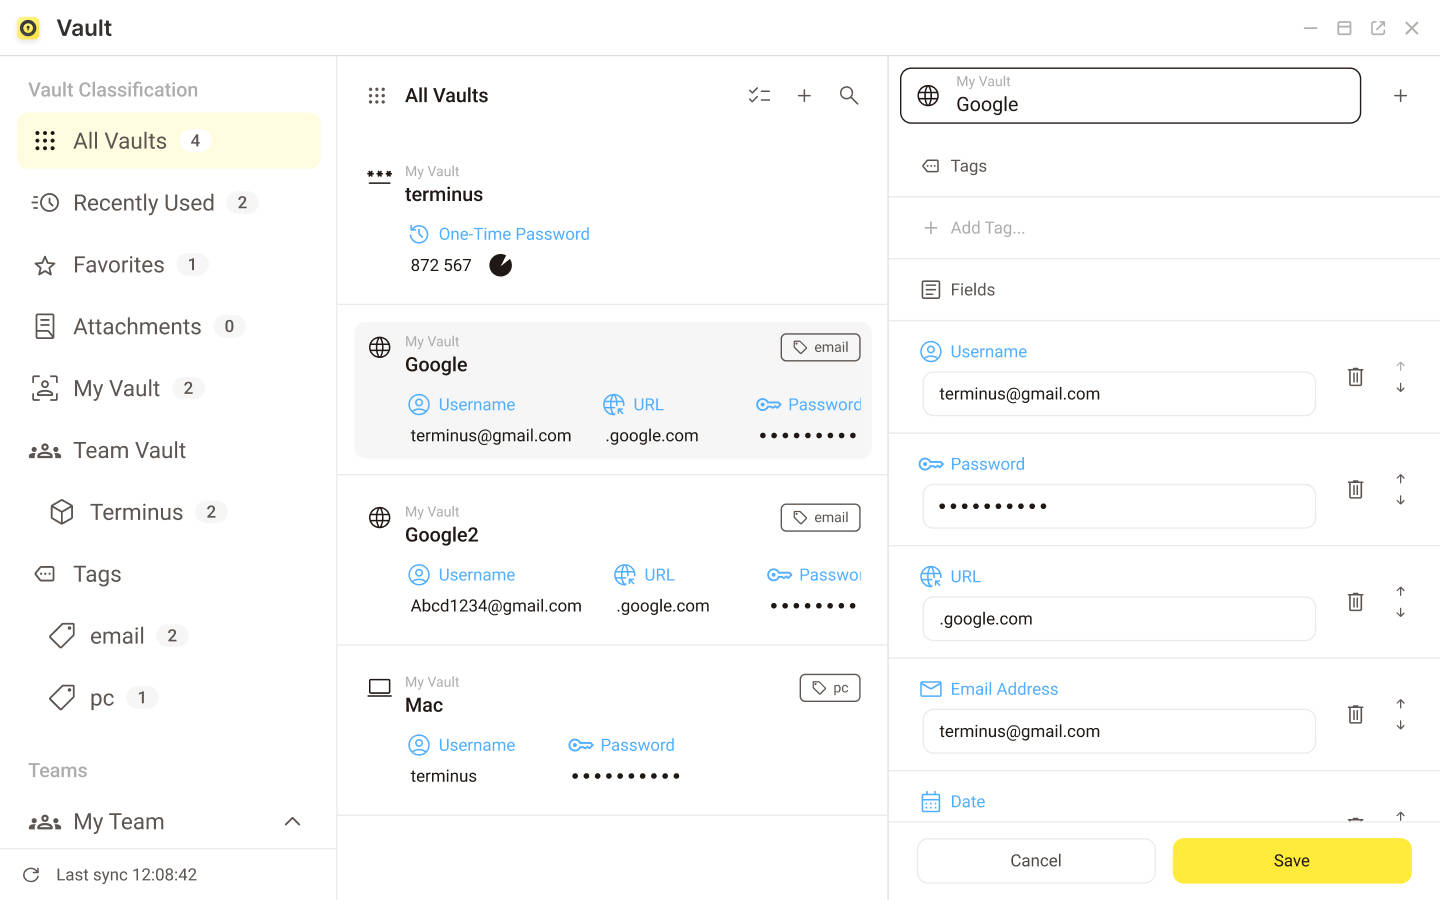 Vault
Vault Classification
All Vaults 4
Recently Used 2
Favorites 1
Attachments 0
My Vault 2
Team Vault
Terminus 2
Tags
email 2
pc 1
Teams
My Team
Last sync 12:08:42
All Vaults
My Vault
terminus
One-Time Password
872 567
My Vault
Google
email
Username URL Password
terminus@gmail.com .google.com •••••••••
My Vault
Google2
email
Username URL Passwo
Abcd1234@gmail.com .google.com ••••••••
My Vault
Mac
pc
Username Password
terminus ••••••••••
My Vault
Google
Tags
Add Tag...
Fields
Username
terminus@gmail.com
Password
••••••••••
URL
.google.com
Email Address
terminus@gmail.com
Date
Cancel Save